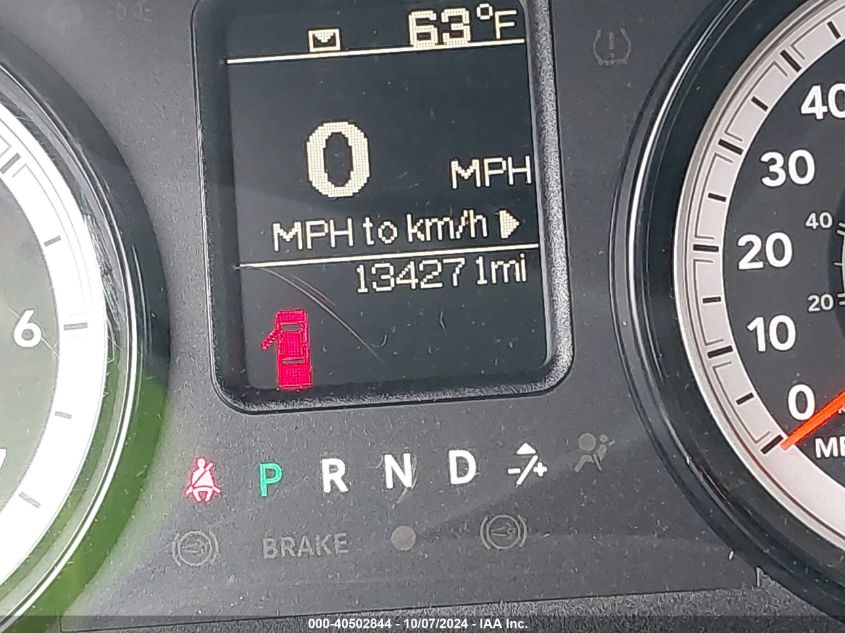 63°F
0 MPH
MPH to km/h
134271mi
6
40
30
20
10
0
40
20
P R N D -/+
BRAKE
000-40502844 - 10/07/2024 - IAA Inc.